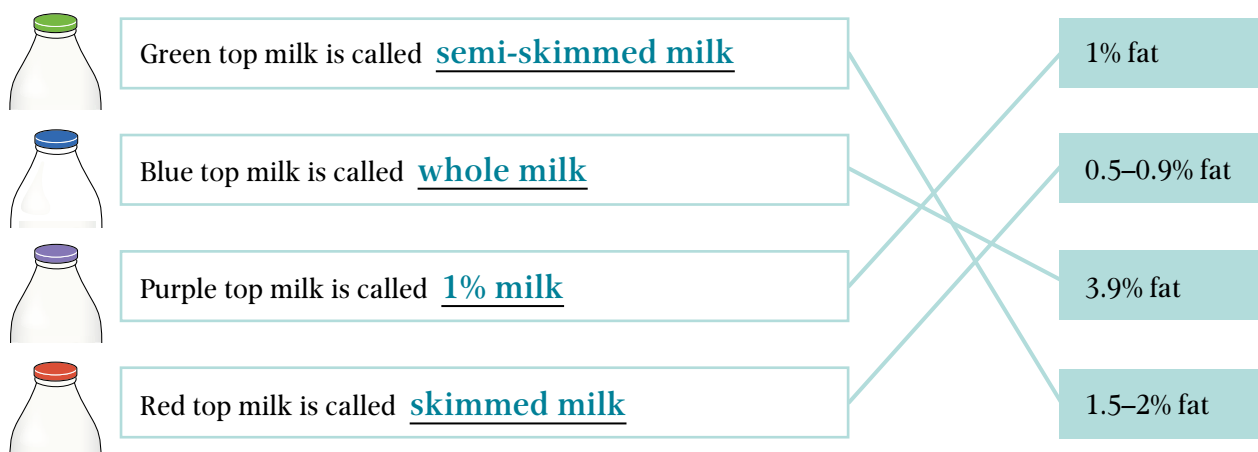 Green top milk is called semi-skimmed milk
1% fat
Blue top milk is called whole milk
0.5–0.9% fat
Purple top milk is called 1% milk
3.9% fat
Red top milk is called skimmed milk
1.5–2% fat